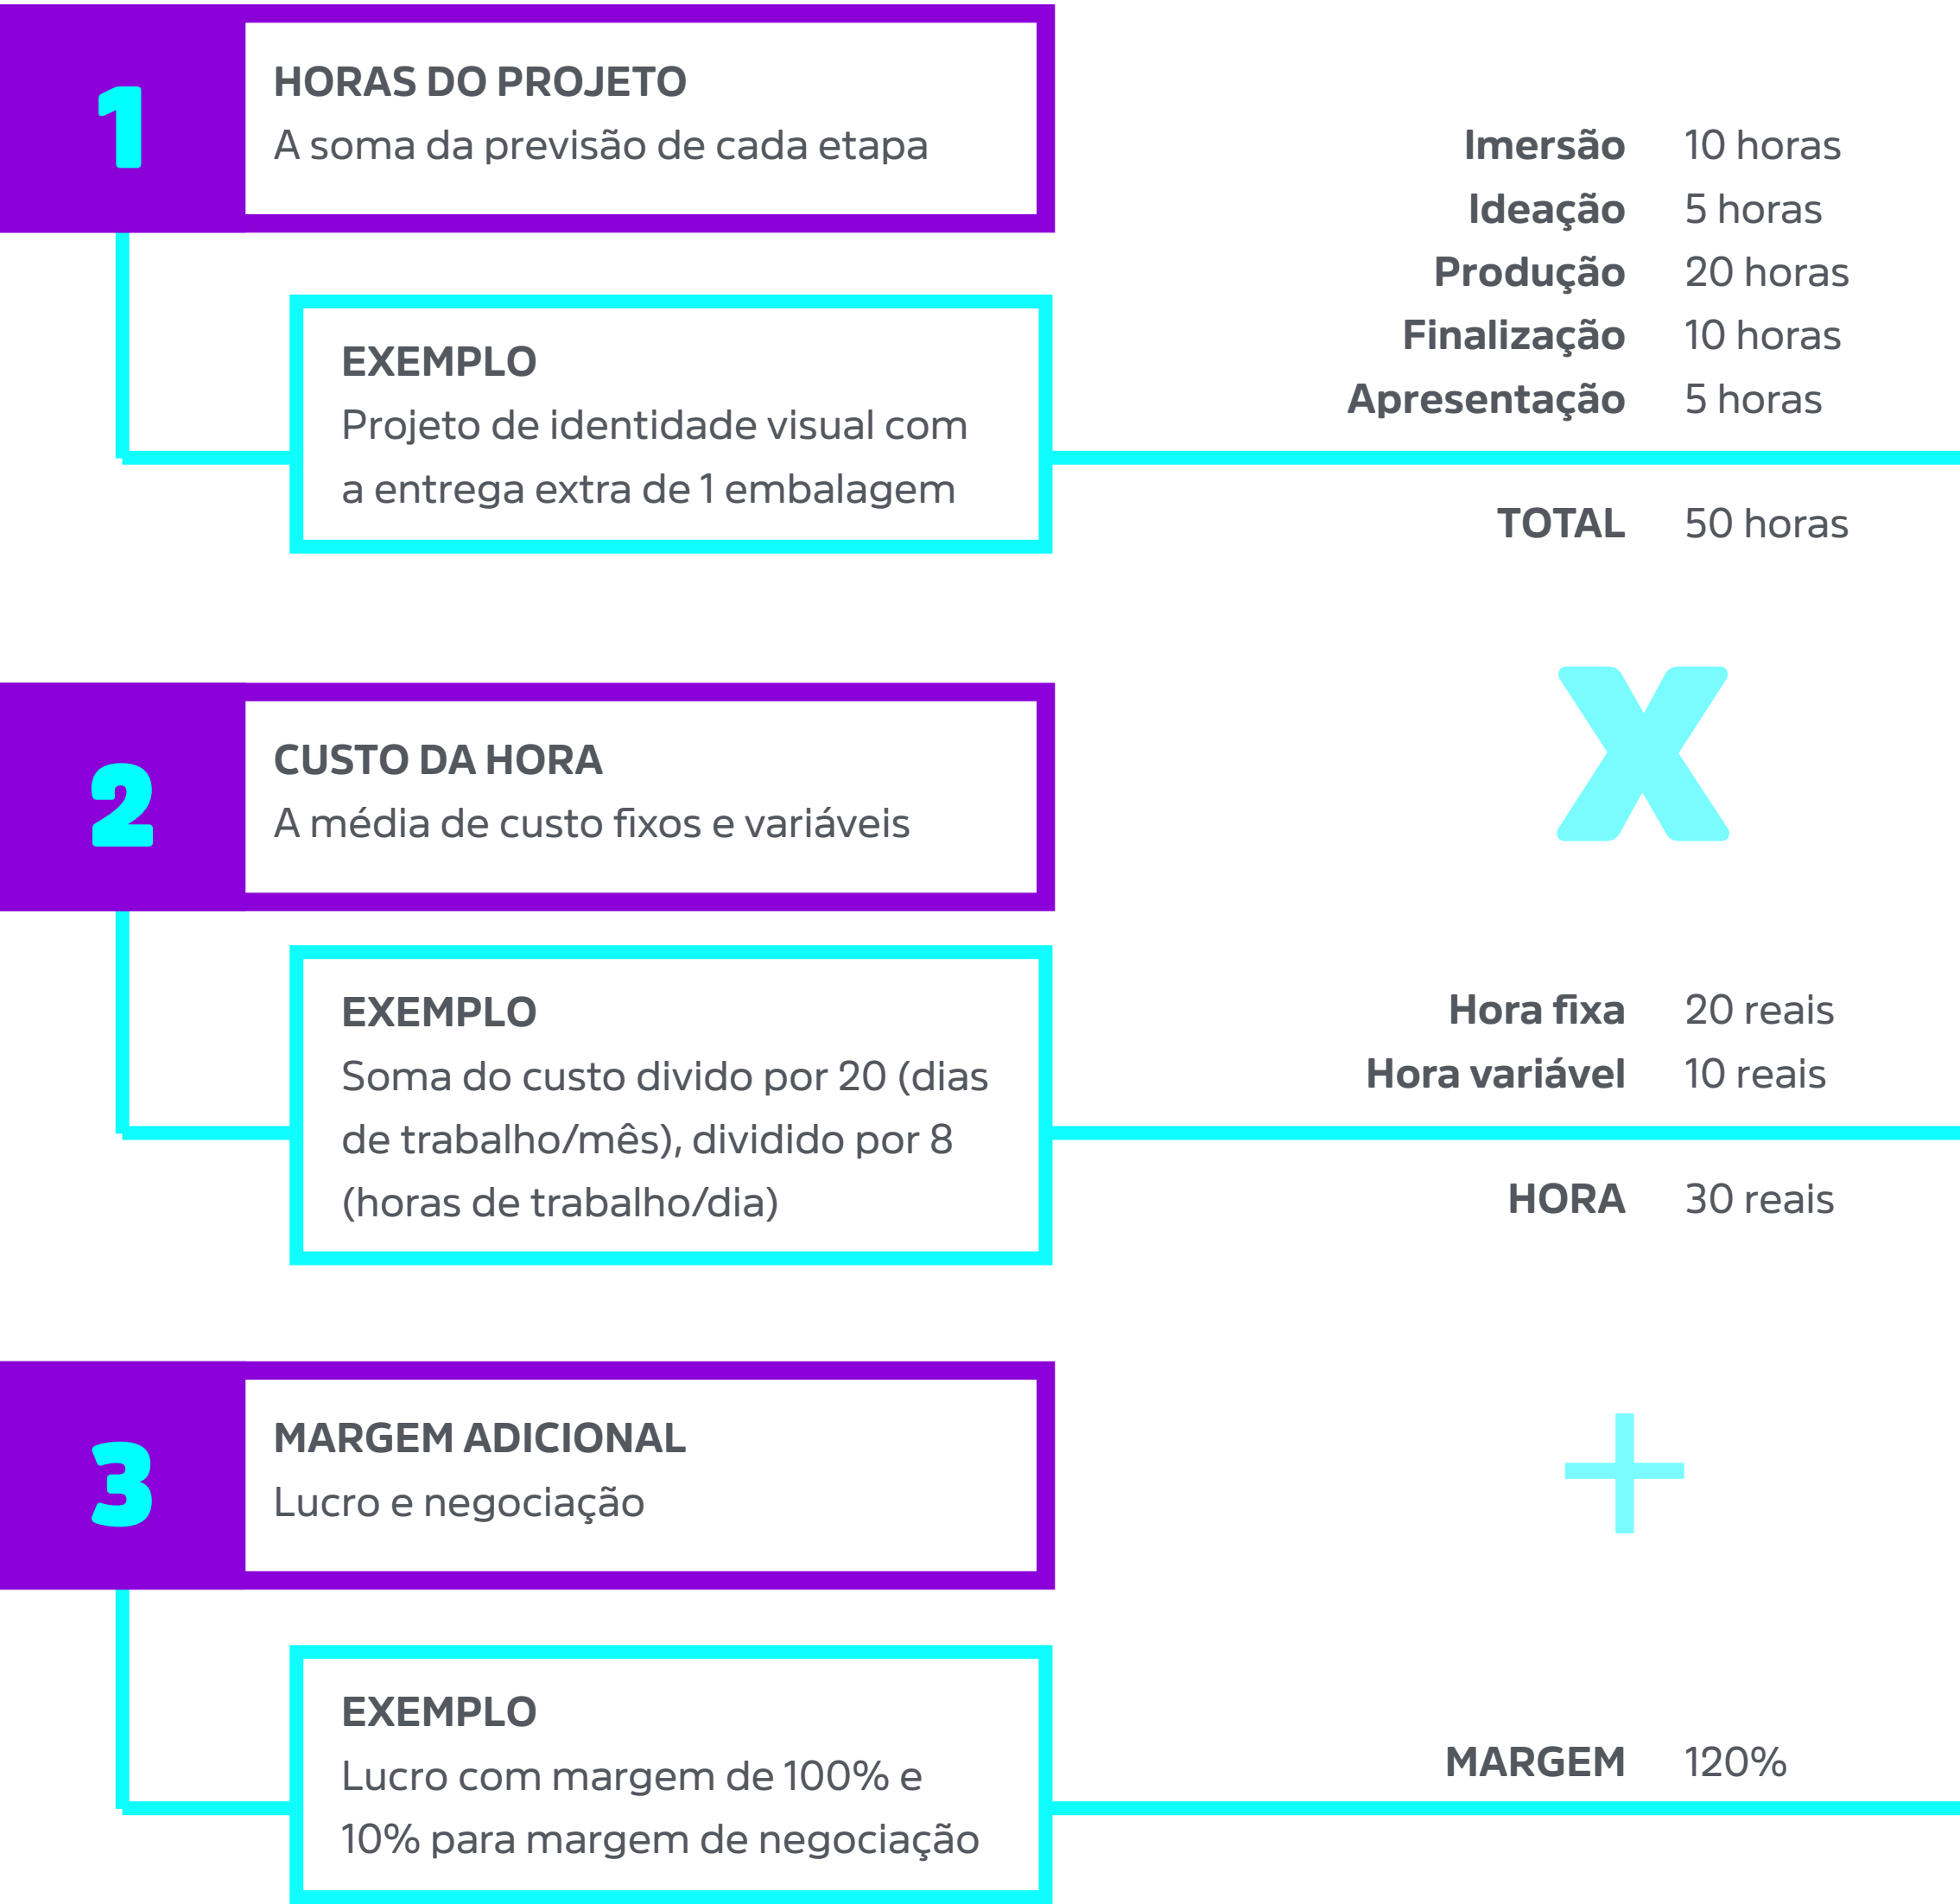 1
HORAS DO PROJETO
A soma da previsão de cada etapa
EXEMPLO
Projeto de identidade visual com
a entrega extra de 1 embalagem
Imersão 10 horas
Ideação 5 horas
Produção 20 horas
Finalização 10 horas
Apresentação 5 horas
TOTAL 50 horas
X
2
CUSTO DA HORA
A média de custo fixos e variáveis
EXEMPLO
Soma do custo divido por 20 (dias
de trabalho/mês), dividido por 8
(horas de trabalho/dia)
Hora fixa 20 reais
Hora variável 10 reais
HORA 30 reais
+
3
MARGEM ADICIONAL
Lucro e negociação
EXEMPLO
Lucro com margem de 100% e
10% para margem de negociação
MARGEM 120%